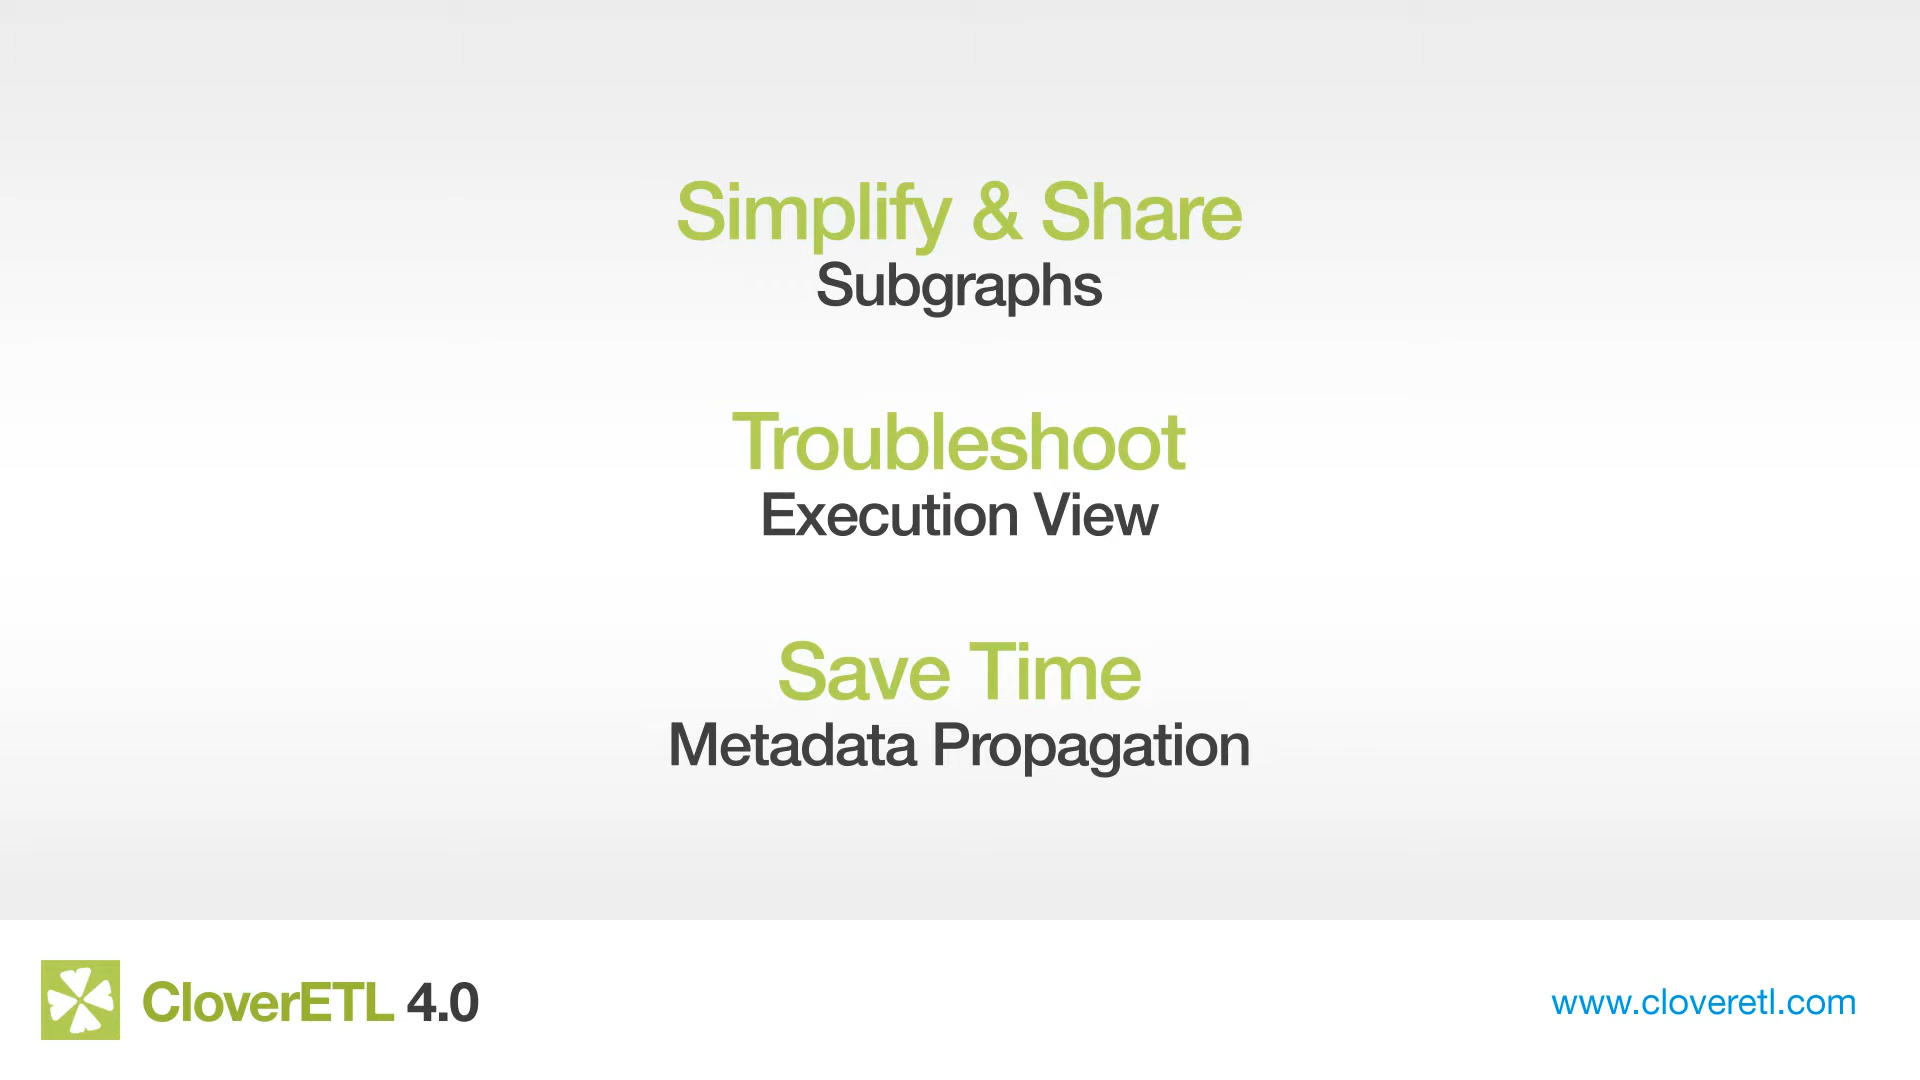 Simplify & Share
Subgraphs
Troubleshoot
Execution View
Save Time
Metadata Propagation
CloverETL 4.0
www.cloveretl.com